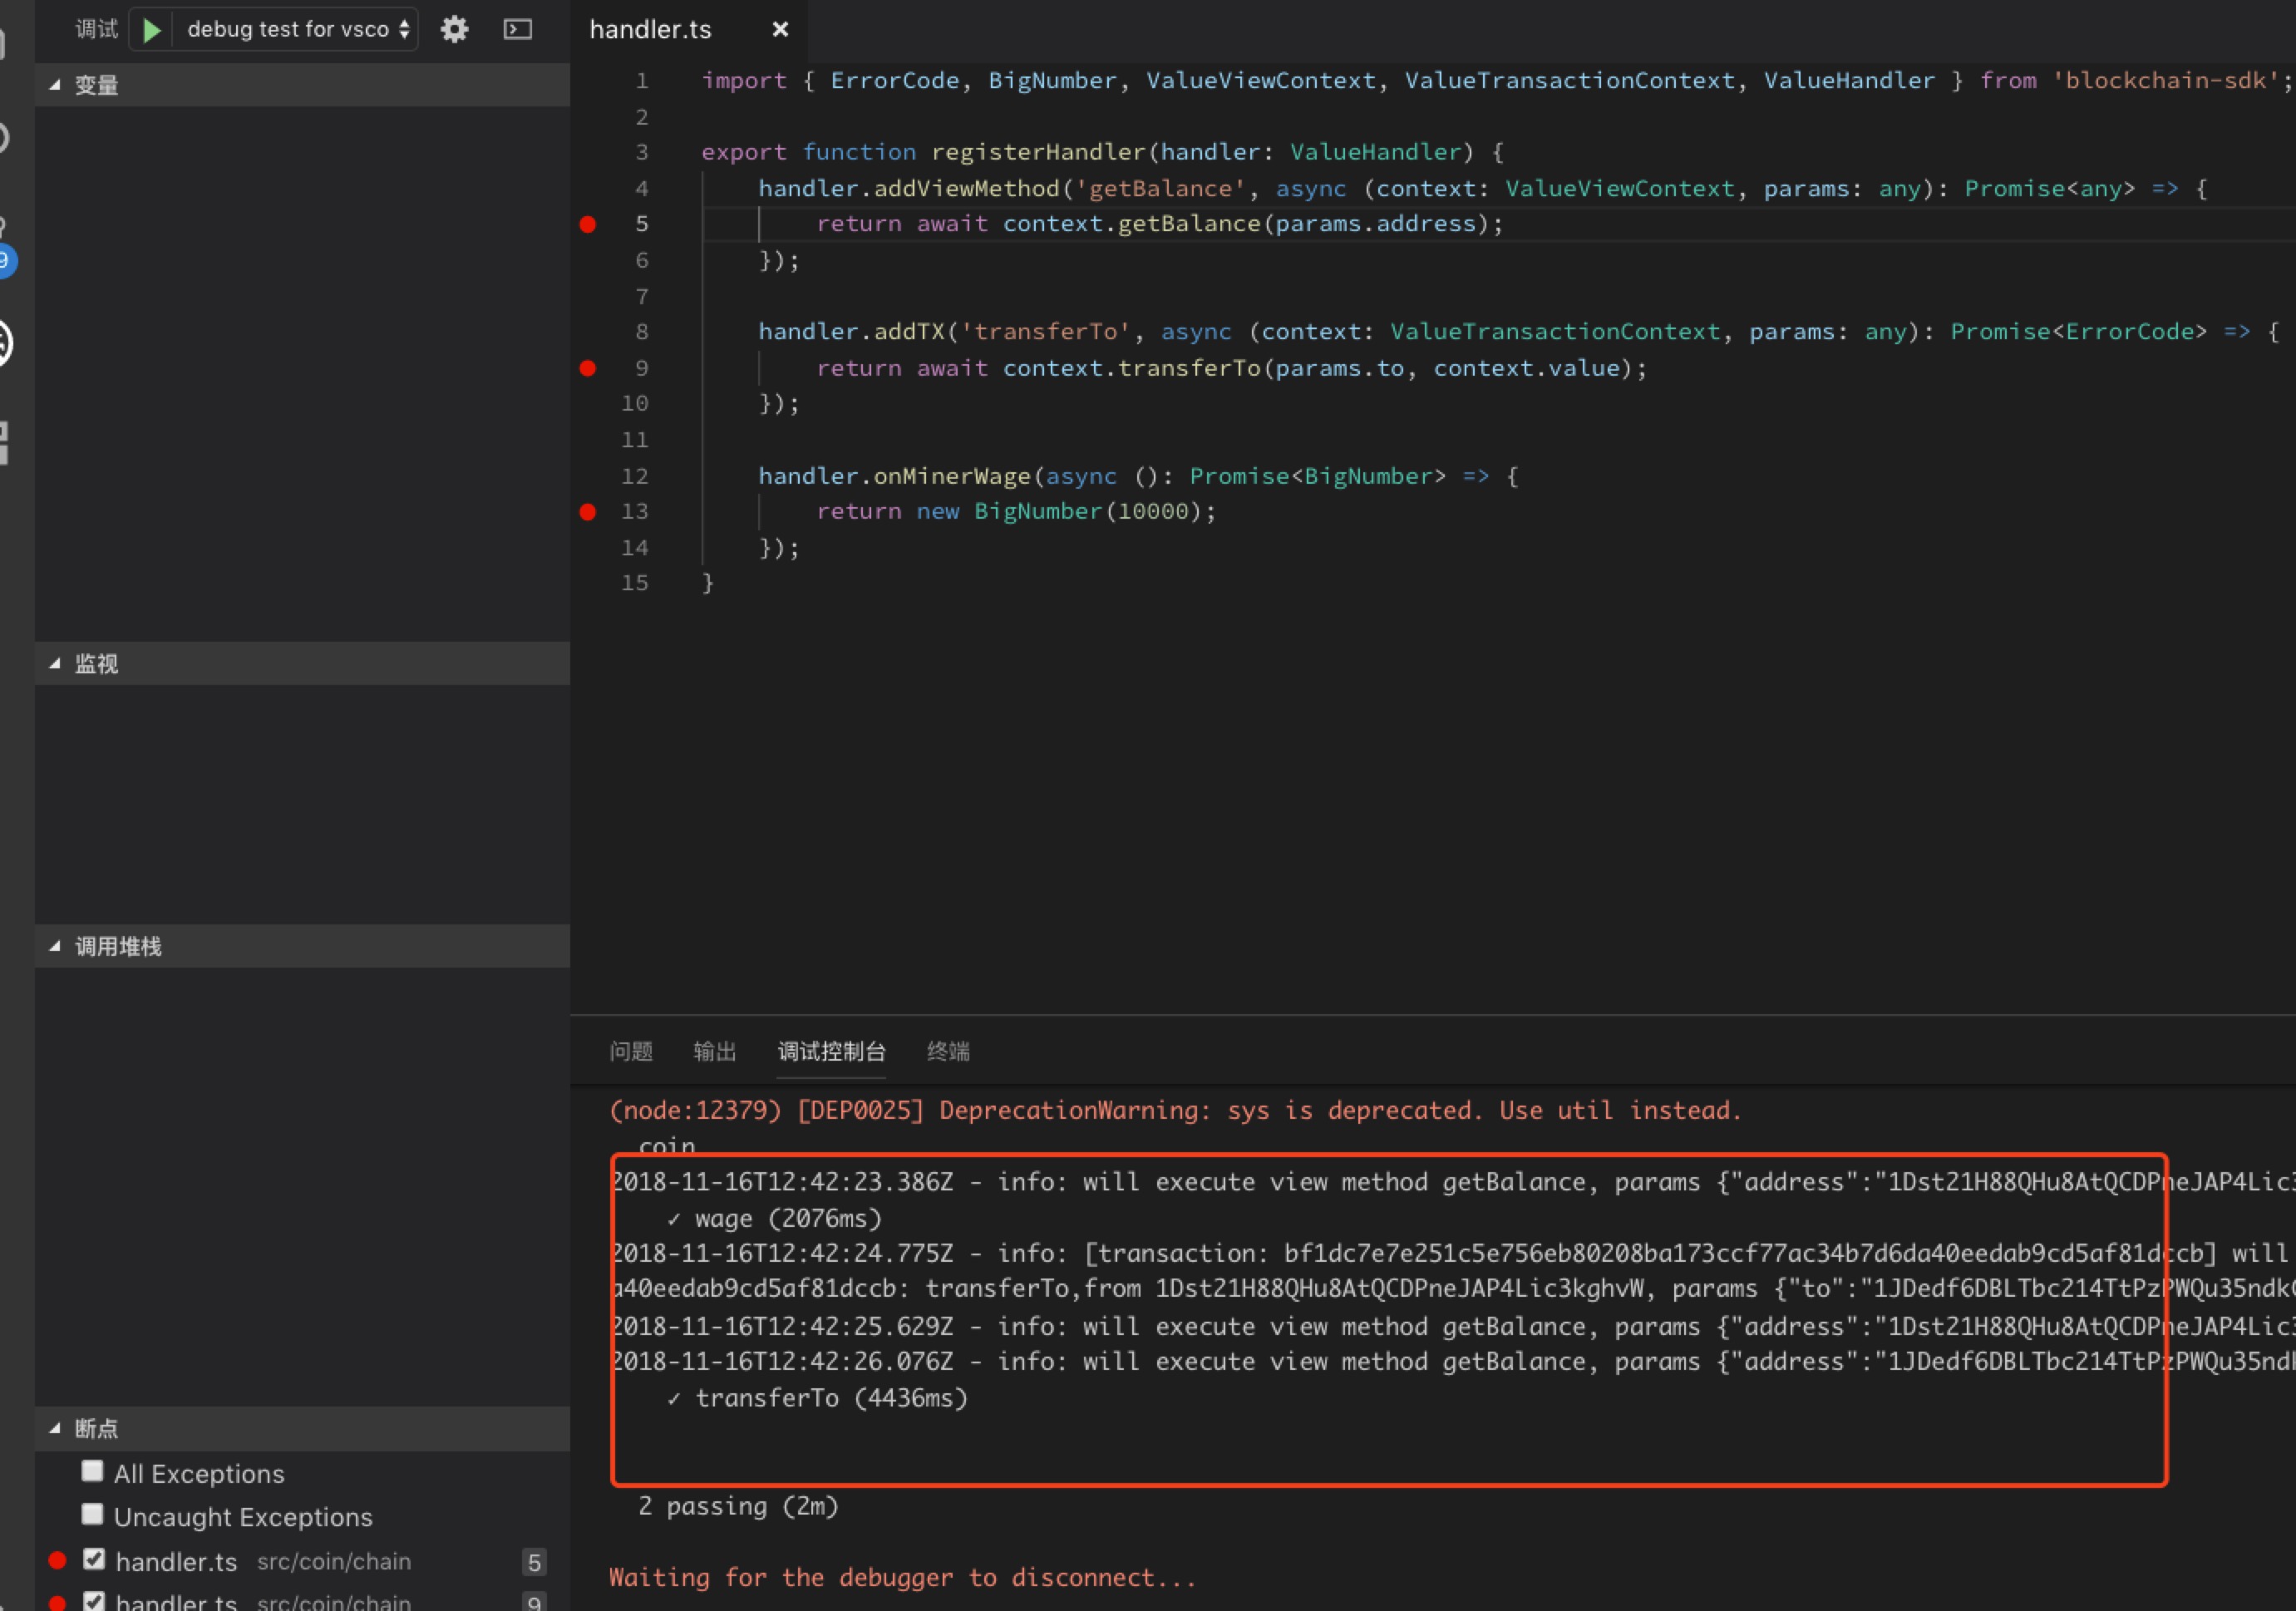 调试 debug test for vsco
变量
监视
调用堆栈
断点
All Exceptions
Uncaught Exceptions
handler.ts src/coin/chain 5
handler.ts src/coin/chain 9
9
handler.ts ×
1 import { ErrorCode, BigNumber, ValueViewContext, ValueTransactionContext, ValueHandler } from 'blockchain-sdk';
2
3 export function registerHandler(handler: ValueHandler) {
4 handler.addViewMethod('getBalance', async (context: ValueViewContext, params: any): Promise<any> => {
5 return await context.getBalance(params.address);
6 });
7
8 handler.addTX('transferTo', async (context: ValueTransactionContext, params: any): Promise<ErrorCode> => {
9 return await context.transferTo(params.to, context.value);
10 });
11
12 handler.onMinerWage(async (): Promise<BigNumber> => {
13 return new BigNumber(10000);
14 });
15 }
问题 输出 调试控制台 终端
(node:12379) [DEP0025] DeprecationWarning: sys is deprecated. Use util instead.
coin
2018-11-16T12:42:23.386Z - info: will execute view method getBalance, params {"address":"1Dst21H88QHu8AtQCDPneJAP4Lic3
✓ wage (2076ms)
2018-11-16T12:42:24.775Z - info: [transaction: bf1dc7e7e251c5e756eb80208ba173ccf77ac34b7d6da40eedab9cd5af81dccb] will
a40eedab9cd5af81dccb: transferTo,from 1Dst21H88QHu8AtQCDPneJAP4Lic3kghvW, params {"to":"1JDedf6DBLTbc214TtPzPWQu35ndk
2018-11-16T12:42:25.629Z - info: will execute view method getBalance, params {"address":"1Dst21H88QHu8AtQCDPneJAP4Lic3
2018-11-16T12:42:26.076Z - info: will execute view method getBalance, params {"address":"1JDedf6DBLTbc214TtPzPWQu35nd
✓ transferTo (4436ms)
2 passing (2m)
Waiting for the debugger to disconnect...